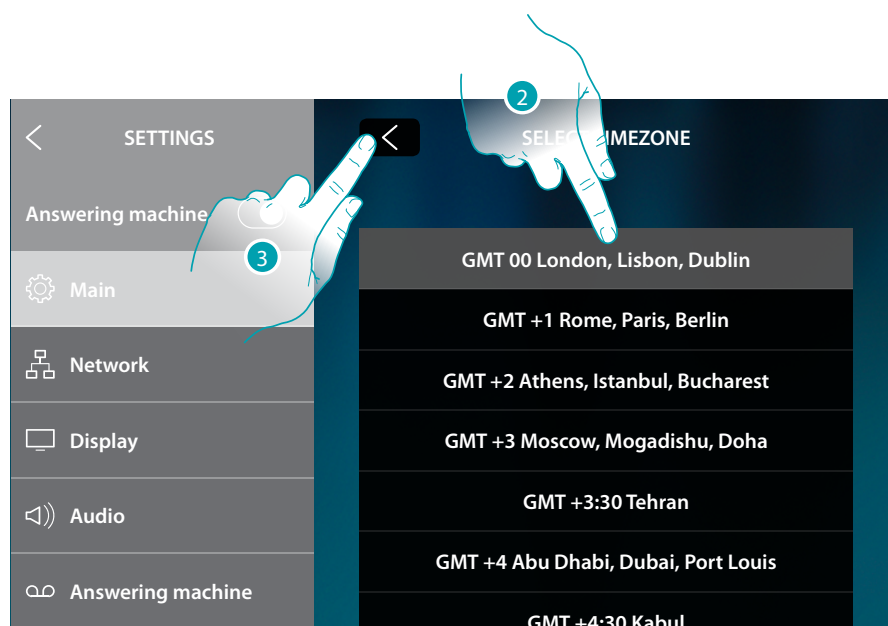 2
SETTINGS
SELEC IMEZONE
Answering machine
3
Main
Network
Display
Audio
Answering machine
GMT 00 London, Lisbon, Dublin
GMT +1 Rome, Paris, Berlin
GMT +2 Athens, Istanbul, Bucharest
GMT +3 Moscow, Mogadishu, Doha
GMT +3:30 Tehran
GMT +4 Abu Dhabi, Dubai, Port Louis
GMT +4:30 Kabul